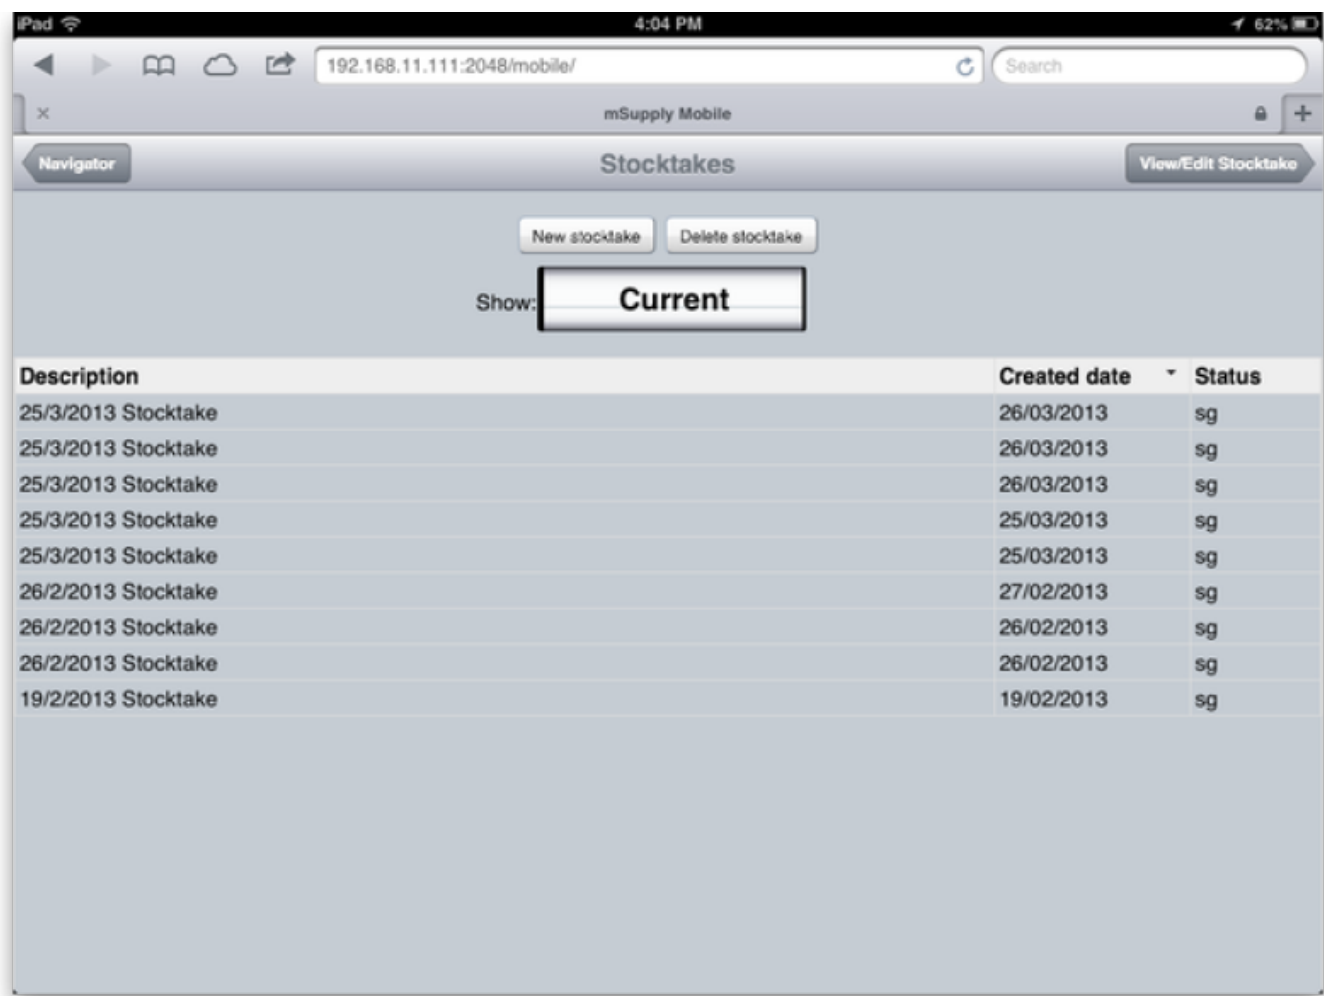 iPad 4:04 PM 62%
192.168.11.111:2048/mobile/ Search
mSupply Mobile
Navigator Stocktakes View/Edit Stocktake
New stocktake Delete stocktake
Show: Current
Description Created date Status
25/3/2013 Stocktake 26/03/2013 sg
25/3/2013 Stocktake 26/03/2013 sg
25/3/2013 Stocktake 26/03/2013 sg
25/3/2013 Stocktake 25/03/2013 sg
25/3/2013 Stocktake 25/03/2013 sg
26/2/2013 Stocktake 27/02/2013 sg
26/2/2013 Stocktake 26/02/2013 sg
26/2/2013 Stocktake 26/02/2013 sg
19/2/2013 Stocktake 19/02/2013 sg